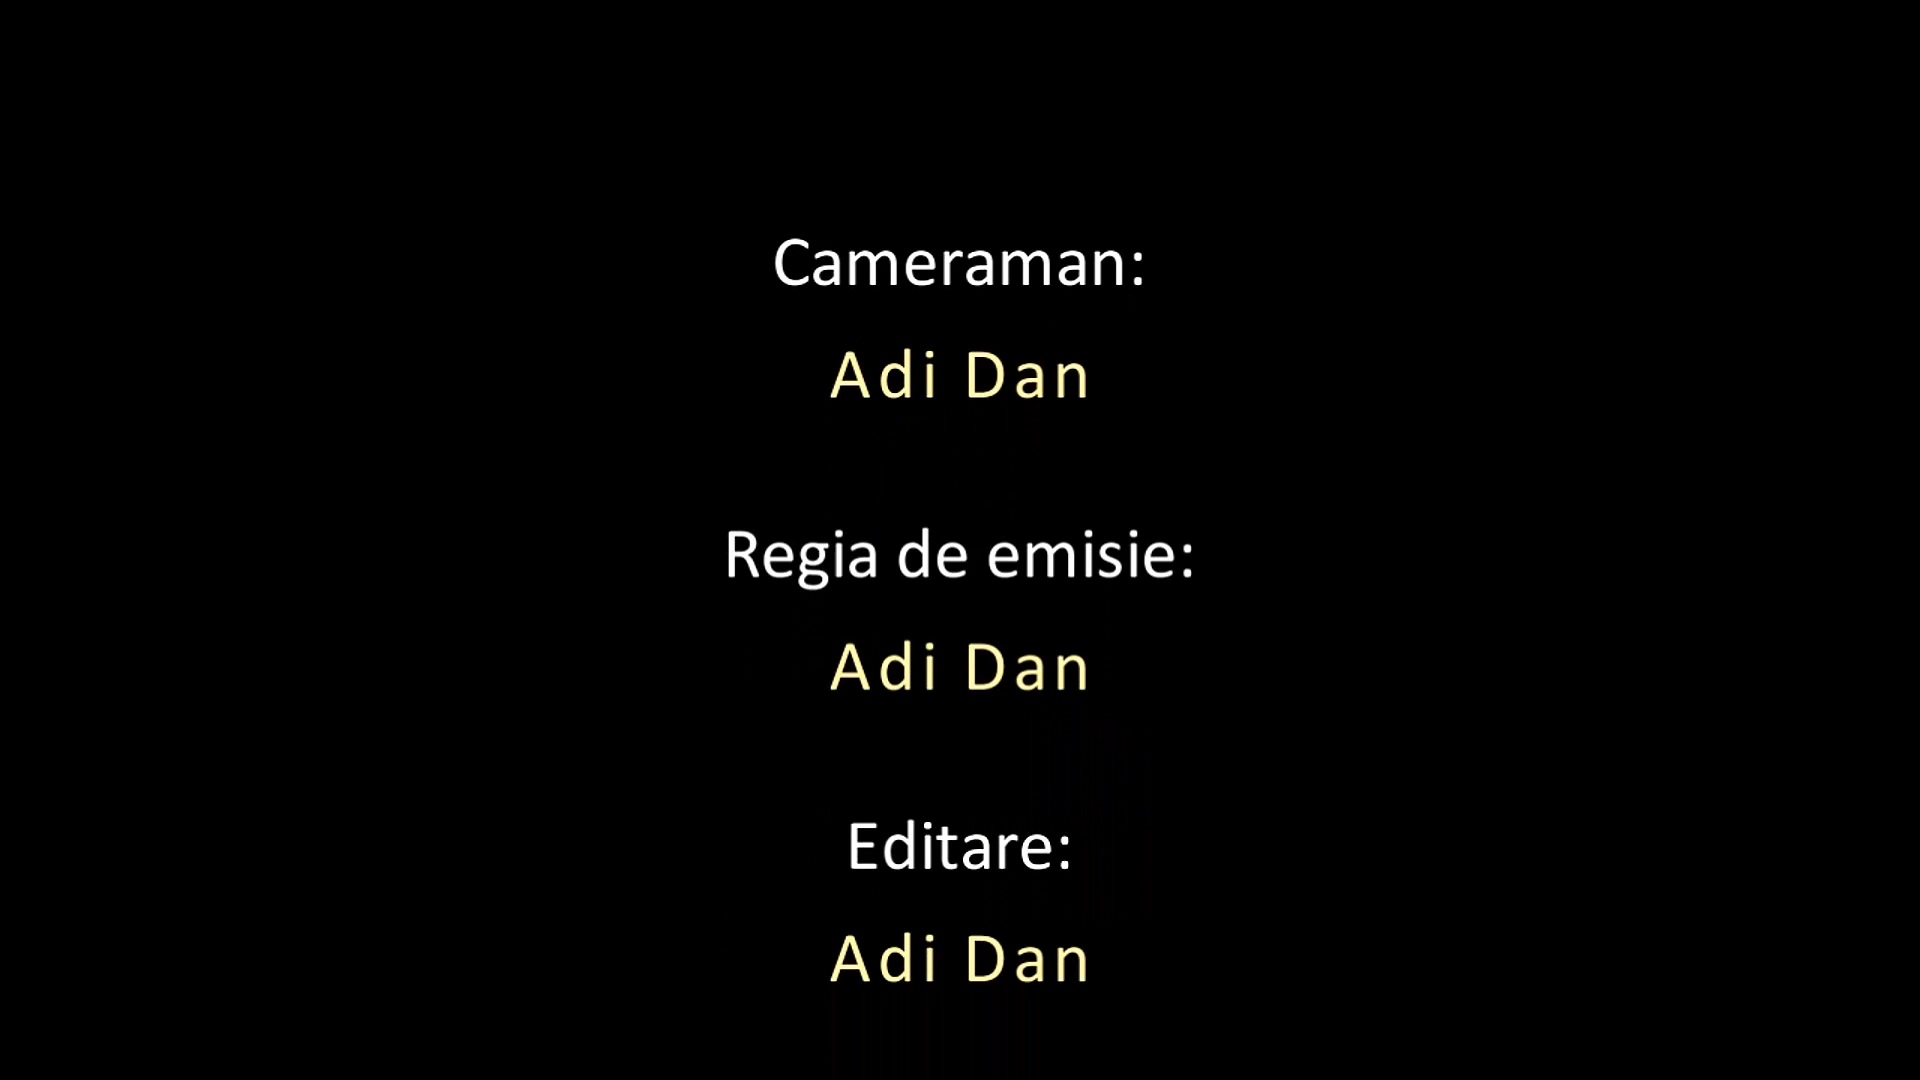 Cameraman:
Adi Dan
Regia de emisie:
Adi Dan
Editare:
Adi Dan